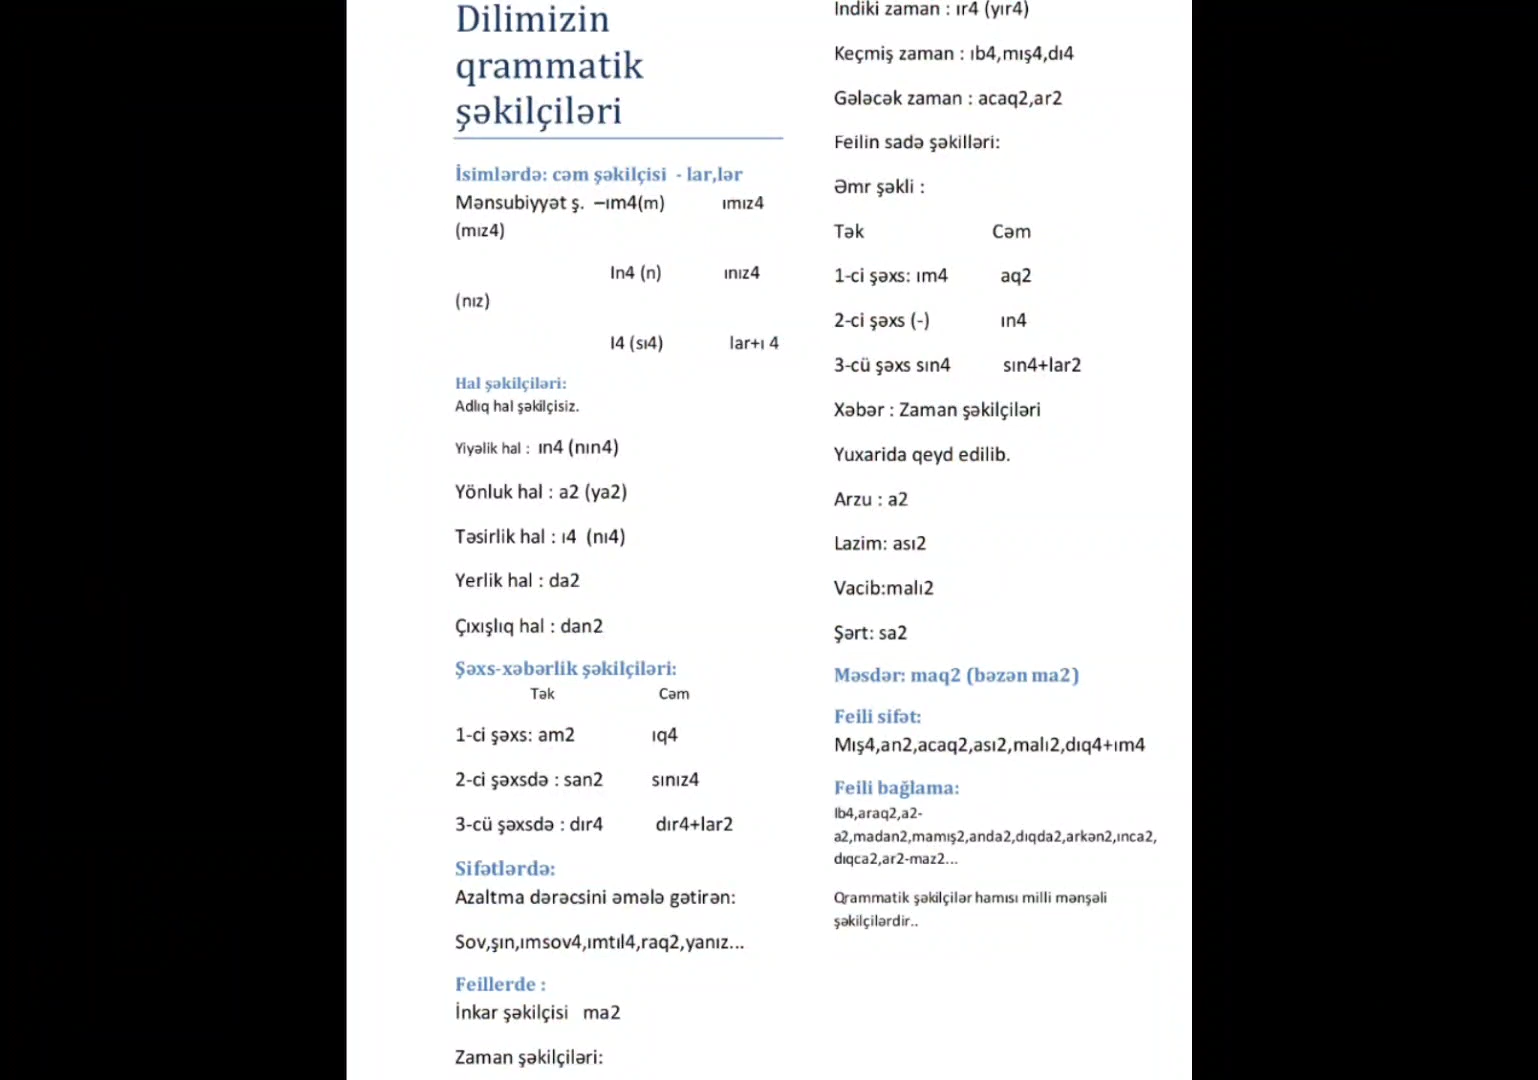 Dilimizin
qrammatik
şəkilçiləri
İsimlərdə: cəm şəkilçisi - lar,lər
Mənsubiyyət ş. –ım4(m) ımız4
(mız4)
In4 (n) ınız4
(nız)
I4 (sı4) lar+ı 4
Hal şəkilçiləri:
Adlıq hal şəkilçisiz.
Yiyəlik hal : ın4 (nın4)
Yönluk hal : a2 (ya2)
Təsirlik hal : ı4 (nı4)
Yerlik hal : da2
Çıxışlıq hal : dan2
Şəxs-xəbərlik şəkilçiləri:
Tək Cəm
1-ci şəxs: am2 ıq4
2-ci şəxsdə : san2 sınız4
3-cü şəxsdə : dır4 dır4+lar2
Sifətlərdə:
Azaltma dərəcsini əmələ gətirən:
Sov,şın,ımsov4,ımtıl4,raq2,yanız...
Feillerde :
İnkar şəkilçisi ma2
Zaman şəkilçiləri:
Indiki zaman : ır4 (yır4)
Keçmiş zaman : ıb4,mış4,dı4
Gələcək zaman : acaq2,ar2
Feilin sadə şəkilləri:
Əmr şəkli :
Tək Cəm
1-ci şəxs: ım4 aq2
2-ci şəxs (-) ın4
3-cü şəxs sın4 sın4+lar2
Xəbər : Zaman şəkilçiləri
Yuxarida qeyd edilib.
Arzu : a2
Lazim: ası2
Vacib:malı2
Şərt: sa2
Məsdər: maq2 (bəzən ma2)
Feili sifət:
Mış4,an2,acaq2,ası2,malı2,dıq4+ım4
Feili bağlama:
Ib4,araq2,a2-
a2,madan2,mamış2,anda2,dıqda2,arkən2,ınca2,
dıqca2,ar2-maz2...
Qrammatik şəkilçilər hamısı milli mənşəli
şəkilçilərdir..